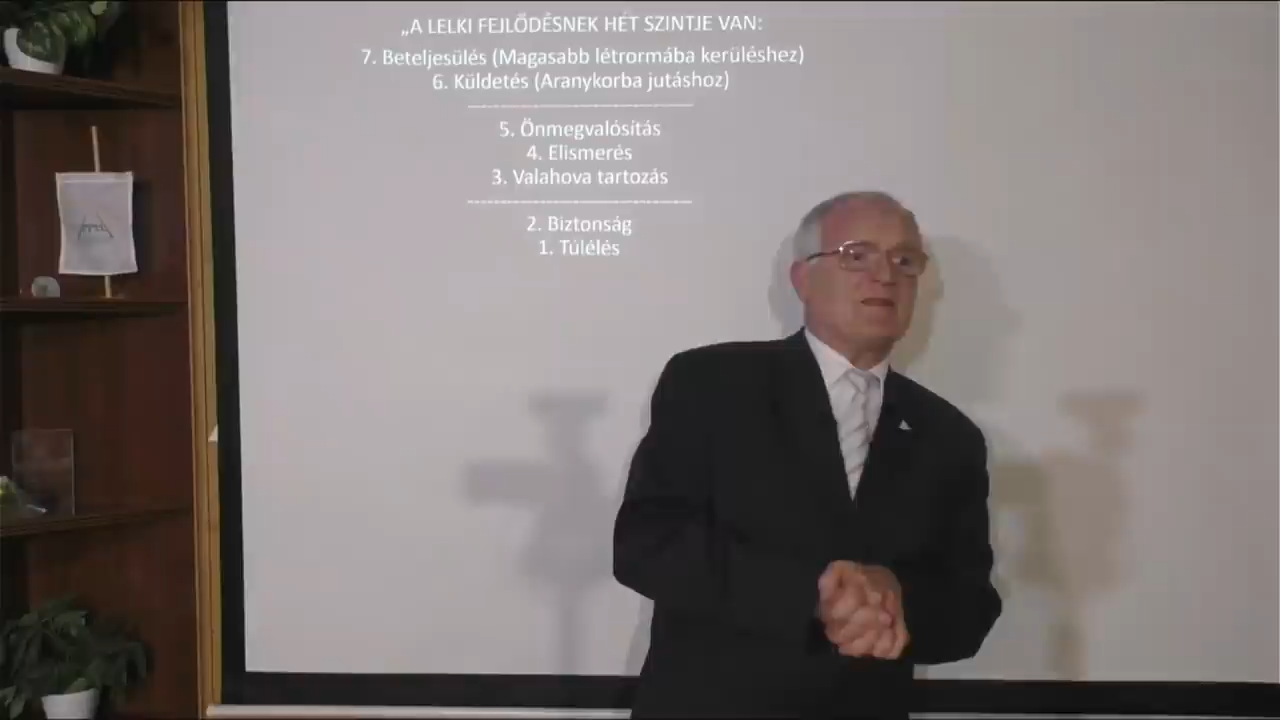 „A LELKI FEJLŐDÉSNEK HÉT SZINTJE VAN:
7. Beteljesülés (Magasabb létrormába kerüléshez)
6. Küldetés (Aranykorba jutáshoz)
5. Önmegvalósítás
4. Elismerés
3. Valahova tartozás
2. Biztonság
1. Túlélés